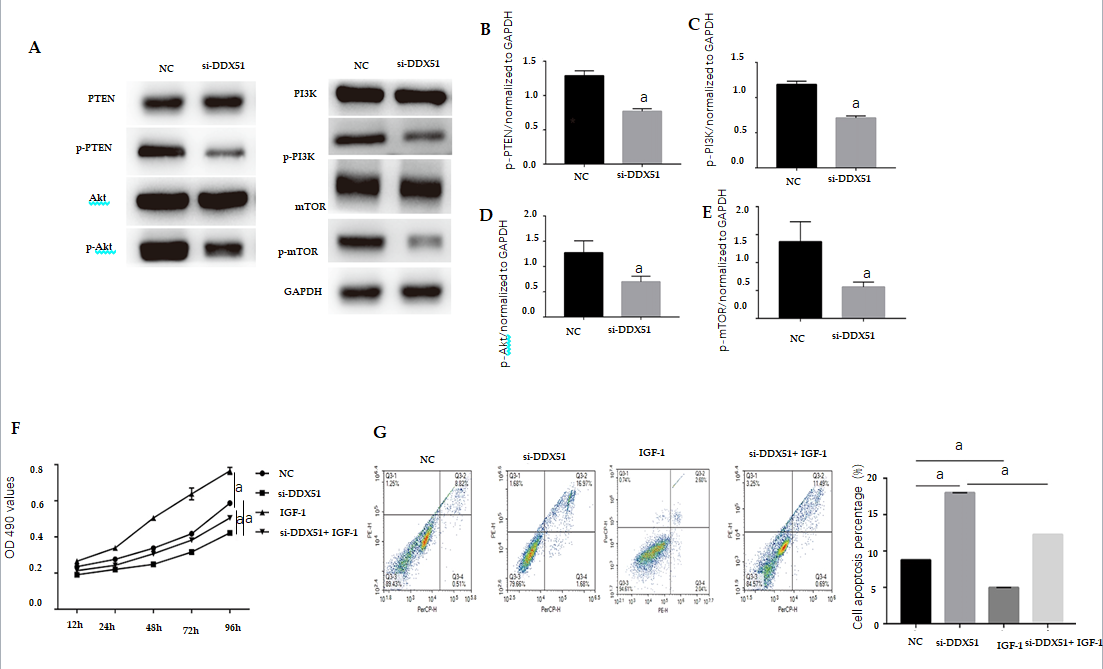 A
NC
si-DDX51
PTEN
p-PTEN
Akt
p-Akt
NC
si-DDX51
PI3K
p-PI3K
mTOR
p-mTOR
GAPDH
B
p-PTEN/normalized to GAPDH
1.5
1.0
0.5
0.0
a
NC
si-DDX51
C
p-PI3K/normalized to GAPDH
1.5
1.0
0.5
0.0
a
NC
si-DDX51
D
p-Akt/normalized to GAPDH
2.0
1.5
1.0
0.5
0.0
a
NC
si-DDX51
E
p-mTOR/normalized to GAPDH
2.0
1.5
1.0
0.5
0.0
a
NC
si-DDX51
F
OD 490 values
0.8
0.6
0.4
0.2
0.0
12h
24h
48h
72h
96h
a
a
a
NC
si-DDX51
IGF-1
si-DDX51+ IGF-1
G
NC
Q3-1
1.25%
Q3-2
8.82%
Q3-3
89.43%
Q3-4
0.51%
PE-H
PerCP-H
si-DDX51
Q3-1
1.68%
Q3-2
16.97%
Q3-3
79.66%
Q3-4
1.68%
PE-H
PerCP-H
IGF-1
Q3-1
0.74%
Q3-2
Q3-3
94.61%
Q3-4
2.04%
PerCP-H
PE-H
si-DDX51+ IGF-1
Q3-1
3.25%
Q3-2
11.49%
Q3-3
84.57%
Q3-4
0.69%
PE-H
PerCP-H
Cell apoptosis percentage (%)
20
15
10
5
0
a
a
a
NC
si-DDX51
IGF-1
si-DDX51+ IGF-1